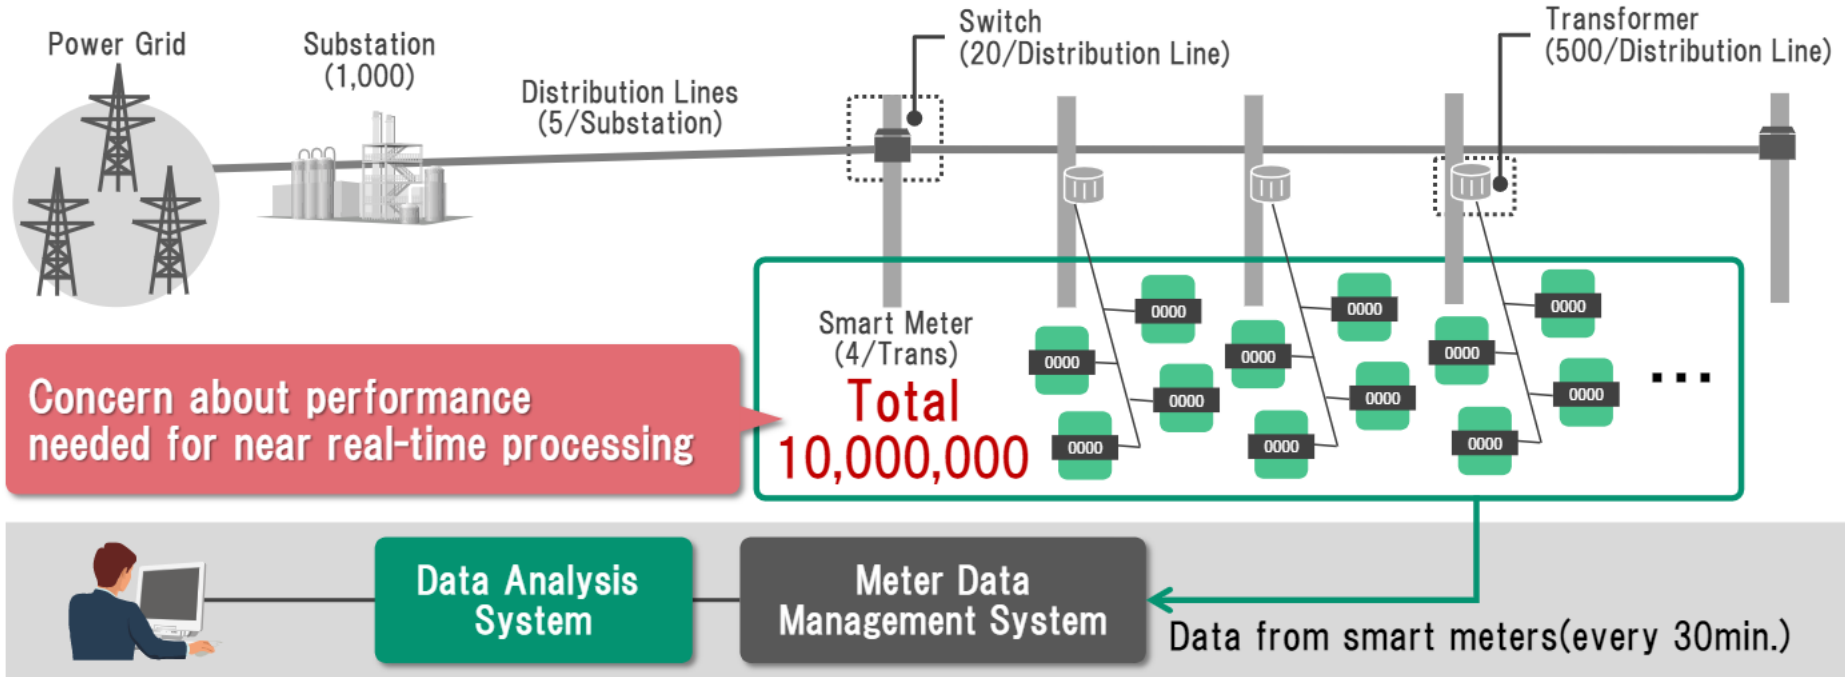 Power Grid
Substation
(1,000)
Distribution Lines
(5/Substation)
Switch
(20/Distribution Line)
Transformer
(500/Distribution Line)
Smart Meter
(4/Trans)
Total
10,000,000
0000
0000
0000
0000
0000
0000
0000
0000
0000
0000
0000
0000
...
Concern about performance
needed for near real-time processing
Data Analysis
System
Meter Data
Management System
Data from smart meters(every 30min.)